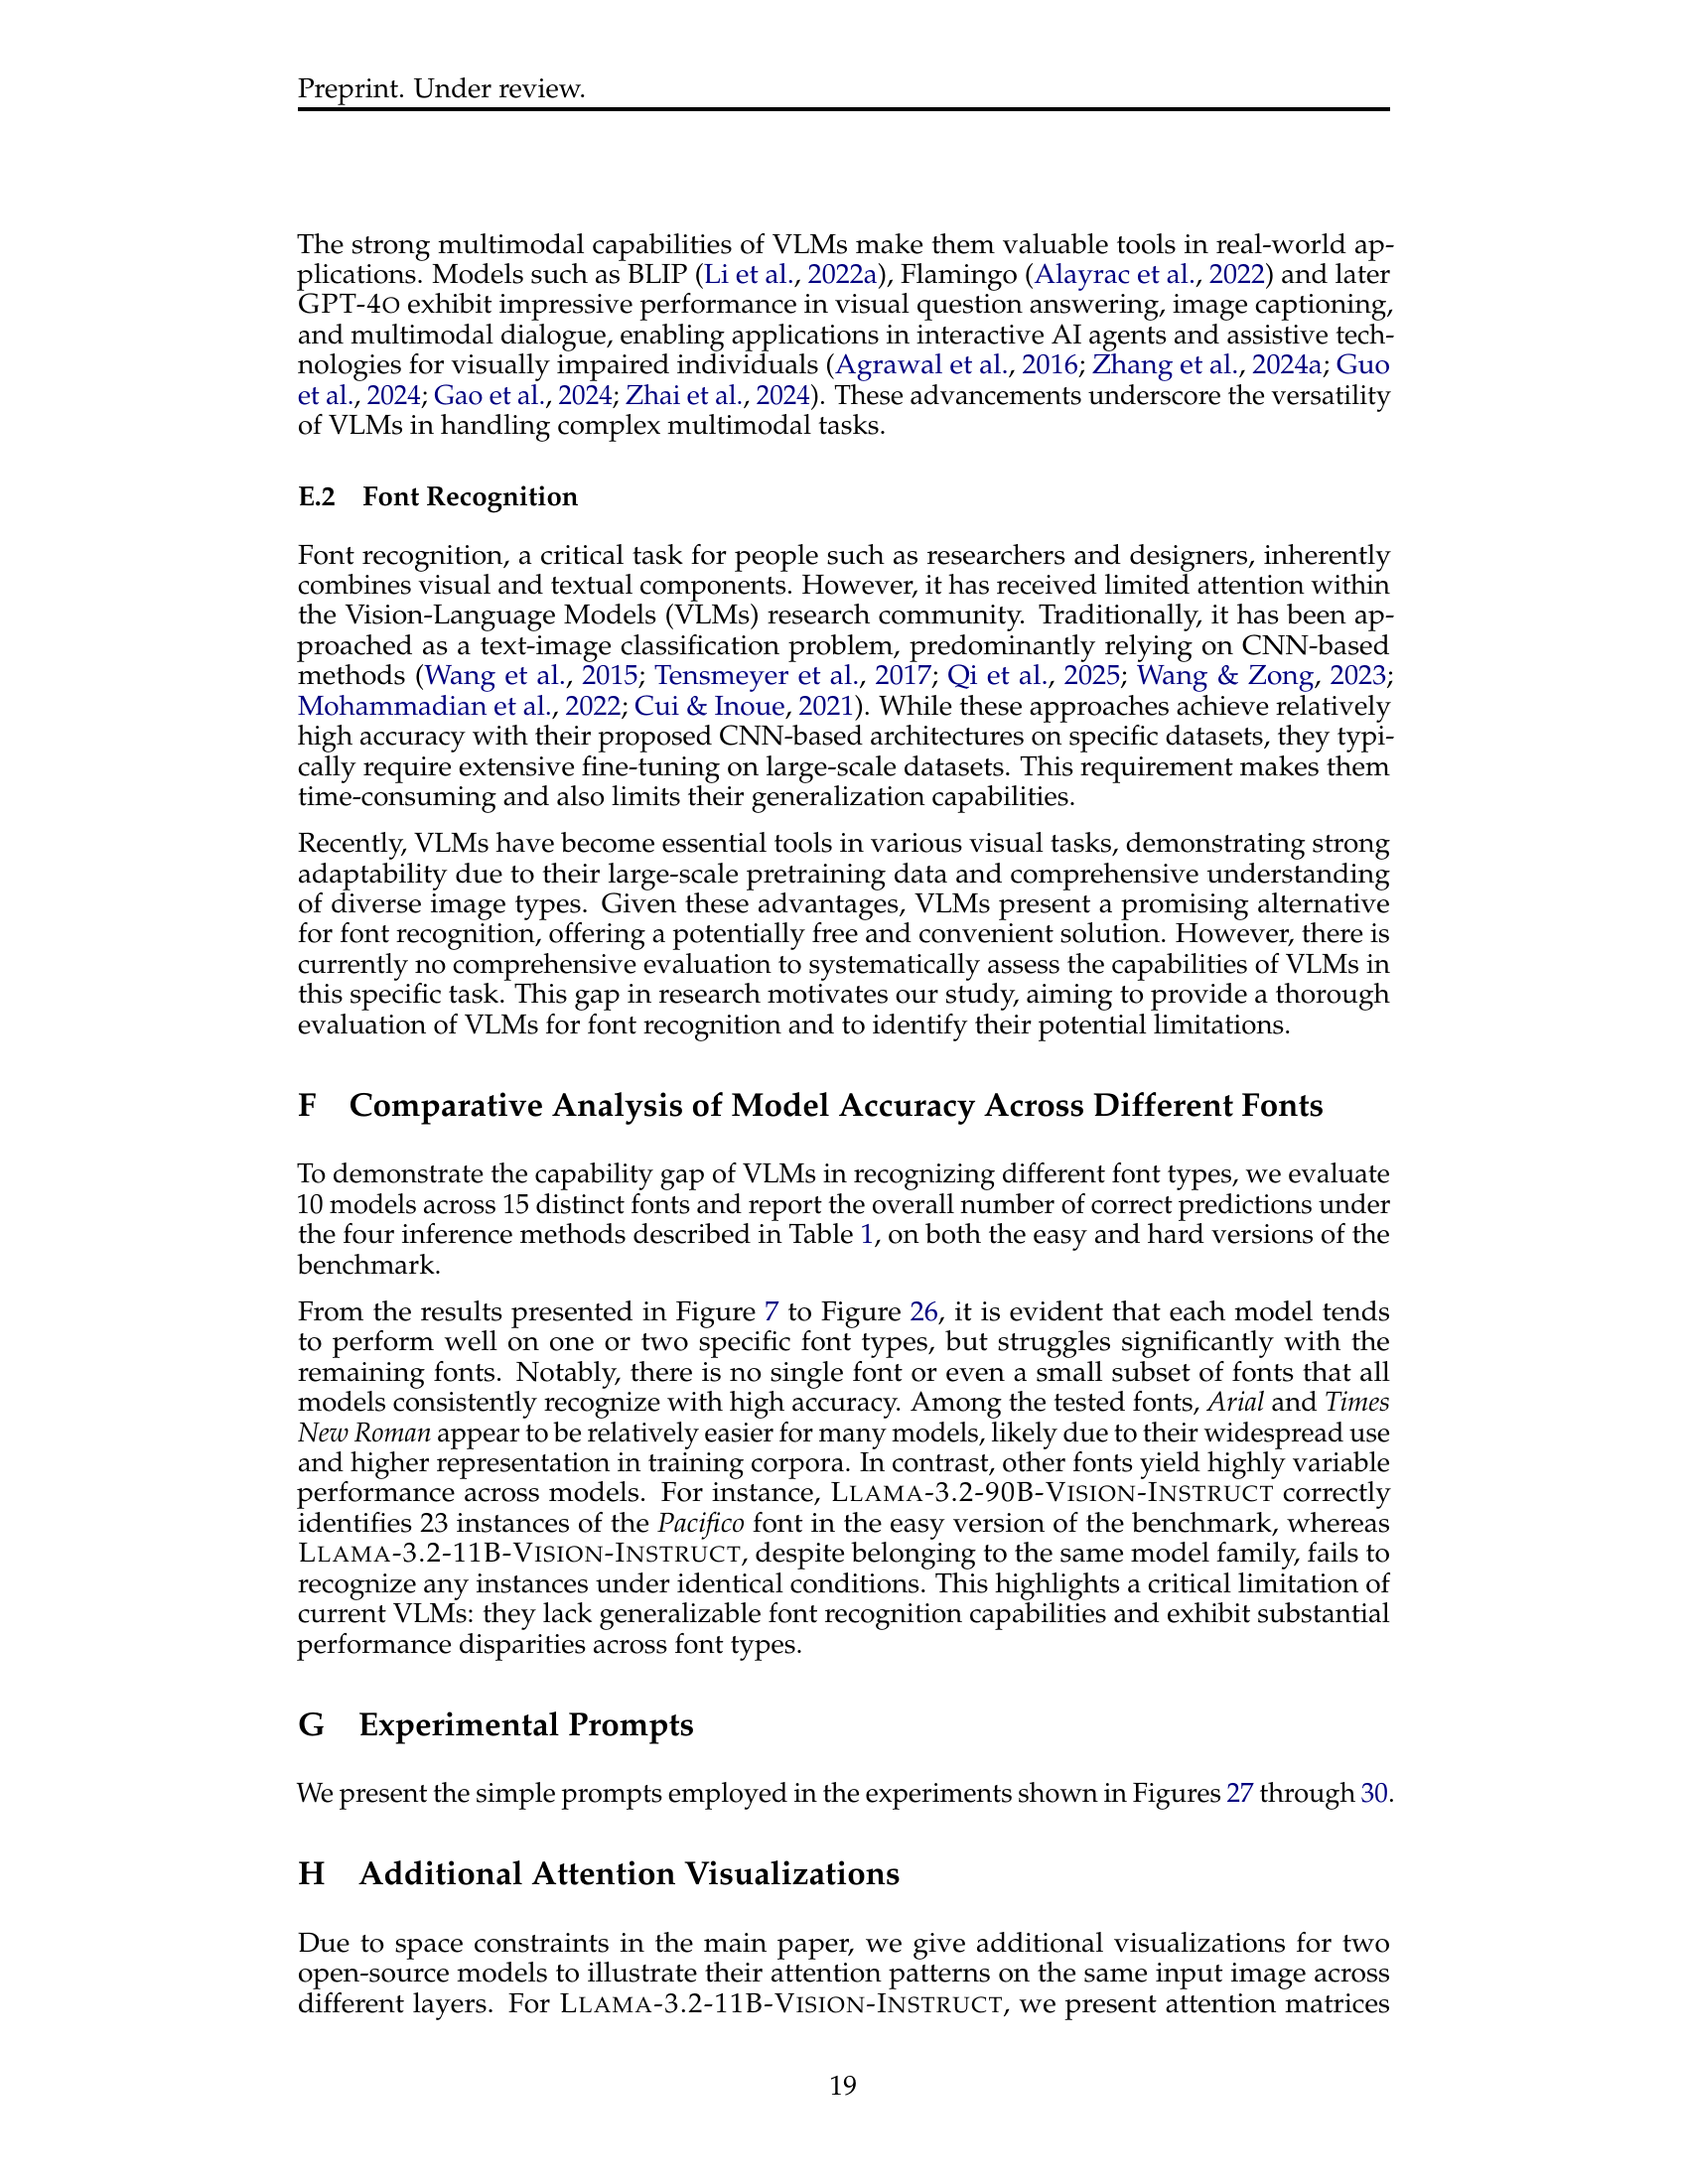 Preprint. Under review.
The strong multimodal capabilities of VLMs make them valuable tools in real-world ap-
plications. Models such as BLIP (Li et al., 2022a), Flamingo (Alayrac et al., 2022) and later
GPT-4O exhibit impressive performance in visual question answering, image captioning,
and multimodal dialogue, enabling applications in interactive AI agents and assistive tech-
nologies for visually impaired individuals (Agrawal et al., 2016; Zhang et al., 2024a; Guo
et al., 2024; Gao et al., 2024; Zhai et al., 2024). These advancements underscore the versatility
of VLMs in handling complex multimodal tasks.
E.2 Font Recognition
Font recognition, a critical task for people such as researchers and designers, inherently
combines visual and textual components. However, it has received limited attention within
the Vision-Language Models (VLMs) research community. Traditionally, it has been ap-
proached as a text-image classification problem, predominantly relying on CNN-based
methods (Wang et al., 2015; Tensmeyer et al., 2017; Qi et al., 2025; Wang & Zong, 2023;
Mohammadian et al., 2022; Cui & Inoue, 2021). While these approaches achieve relatively
high accuracy with their proposed CNN-based architectures on specific datasets, they typi-
cally require extensive fine-tuning on large-scale datasets. This requirement makes them
time-consuming and also limits their generalization capabilities.
Recently, VLMs have become essential tools in various visual tasks, demonstrating strong
adaptability due to their large-scale pretraining data and comprehensive understanding
of diverse image types. Given these advantages, VLMs present a promising alternative
for font recognition, offering a potentially free and convenient solution. However, there is
currently no comprehensive evaluation to systematically assess the capabilities of VLMs in
this specific task. This gap in research motivates our study, aiming to provide a thorough
evaluation of VLMs for font recognition and to identify their potential limitations.
F Comparative Analysis of Model Accuracy Across Different Fonts
To demonstrate the capability gap of VLMs in recognizing different font types, we evaluate
10 models across 15 distinct fonts and report the overall number of correct predictions under
the four inference methods described in Table 1, on both the easy and hard versions of the
benchmark.
From the results presented in Figure 7 to Figure 26, it is evident that each model tends
to perform well on one or two specific font types, but struggles significantly with the
remaining fonts. Notably, there is no single font or even a small subset of fonts that all
models consistently recognize with high accuracy. Among the tested fonts, Arial and Times
New Roman appear to be relatively easier for many models, likely due to their widespread use
and higher representation in training corpora. In contrast, other fonts yield highly variable
performance across models. For instance, LLAMA-3.2-90B-VISION-INSTRUCT correctly
identifies 23 instances of the Pacifico font in the easy version of the benchmark, whereas
LLAMA-3.2-11B-VISION-INSTRUCT, despite belonging to the same model family, fails to
recognize any instances under identical conditions. This highlights a critical limitation of
current VLMs: they lack generalizable font recognition capabilities and exhibit substantial
performance disparities across font types.
G Experimental Prompts
We present the simple prompts employed in the experiments shown in Figures 27 through 30.
H Additional Attention Visualizations
Due to space constraints in the main paper, we give additional visualizations for two
open-source models to illustrate their attention patterns on the same input image across
different layers. For LLAMA-3.2-11B-VISION-INSTRUCT, we present attention matrices
19